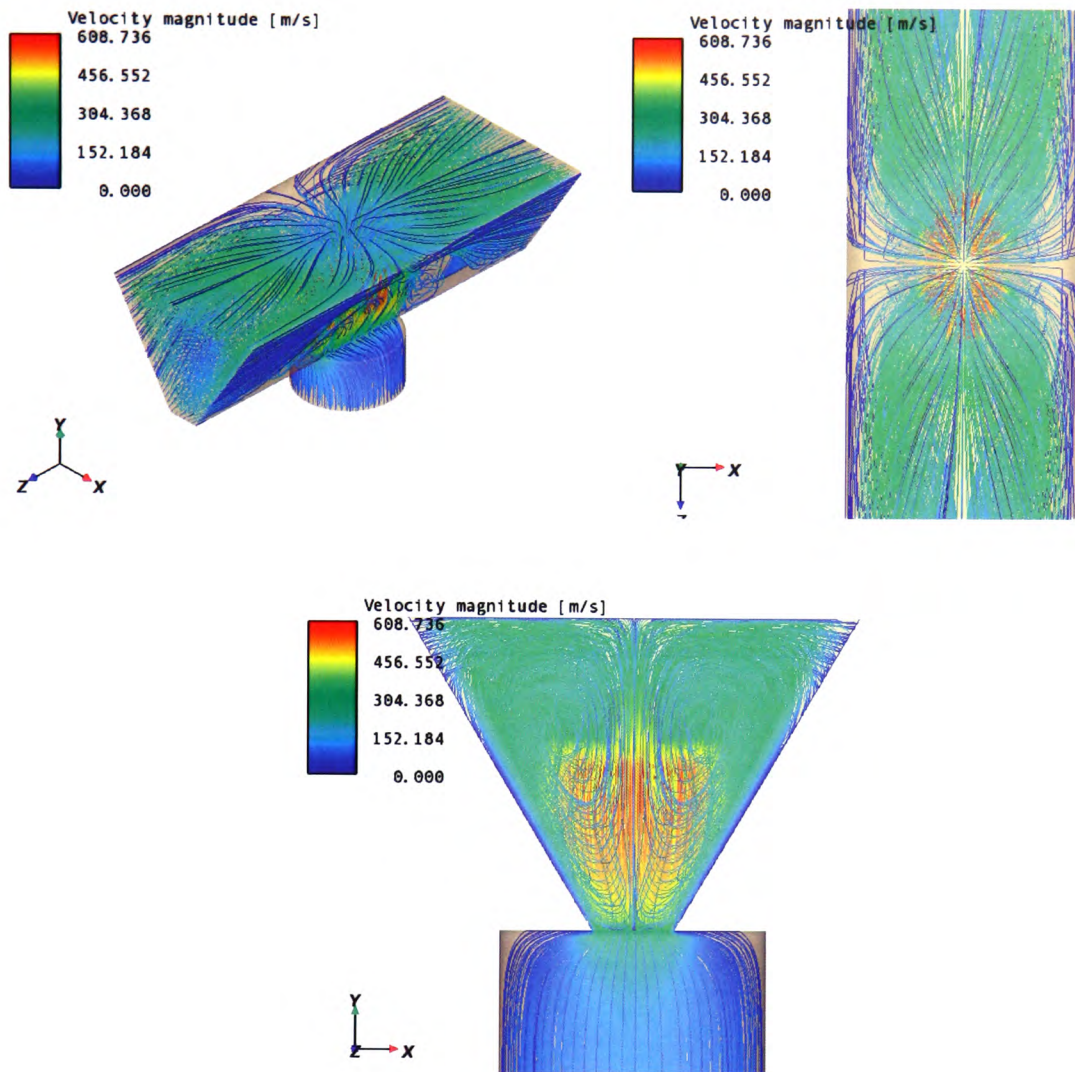 Velocity magnitude [m/s]
608.736
456.552
304.368
152.184
0.000
Y
Z
X
Velocity magnitude [m/s]
608.736
456.552
304.368
152.184
0.000
Y
X
Velocity magnitude [m/s]
608.736
456.552
304.368
152.184
0.000
Y
Z
X